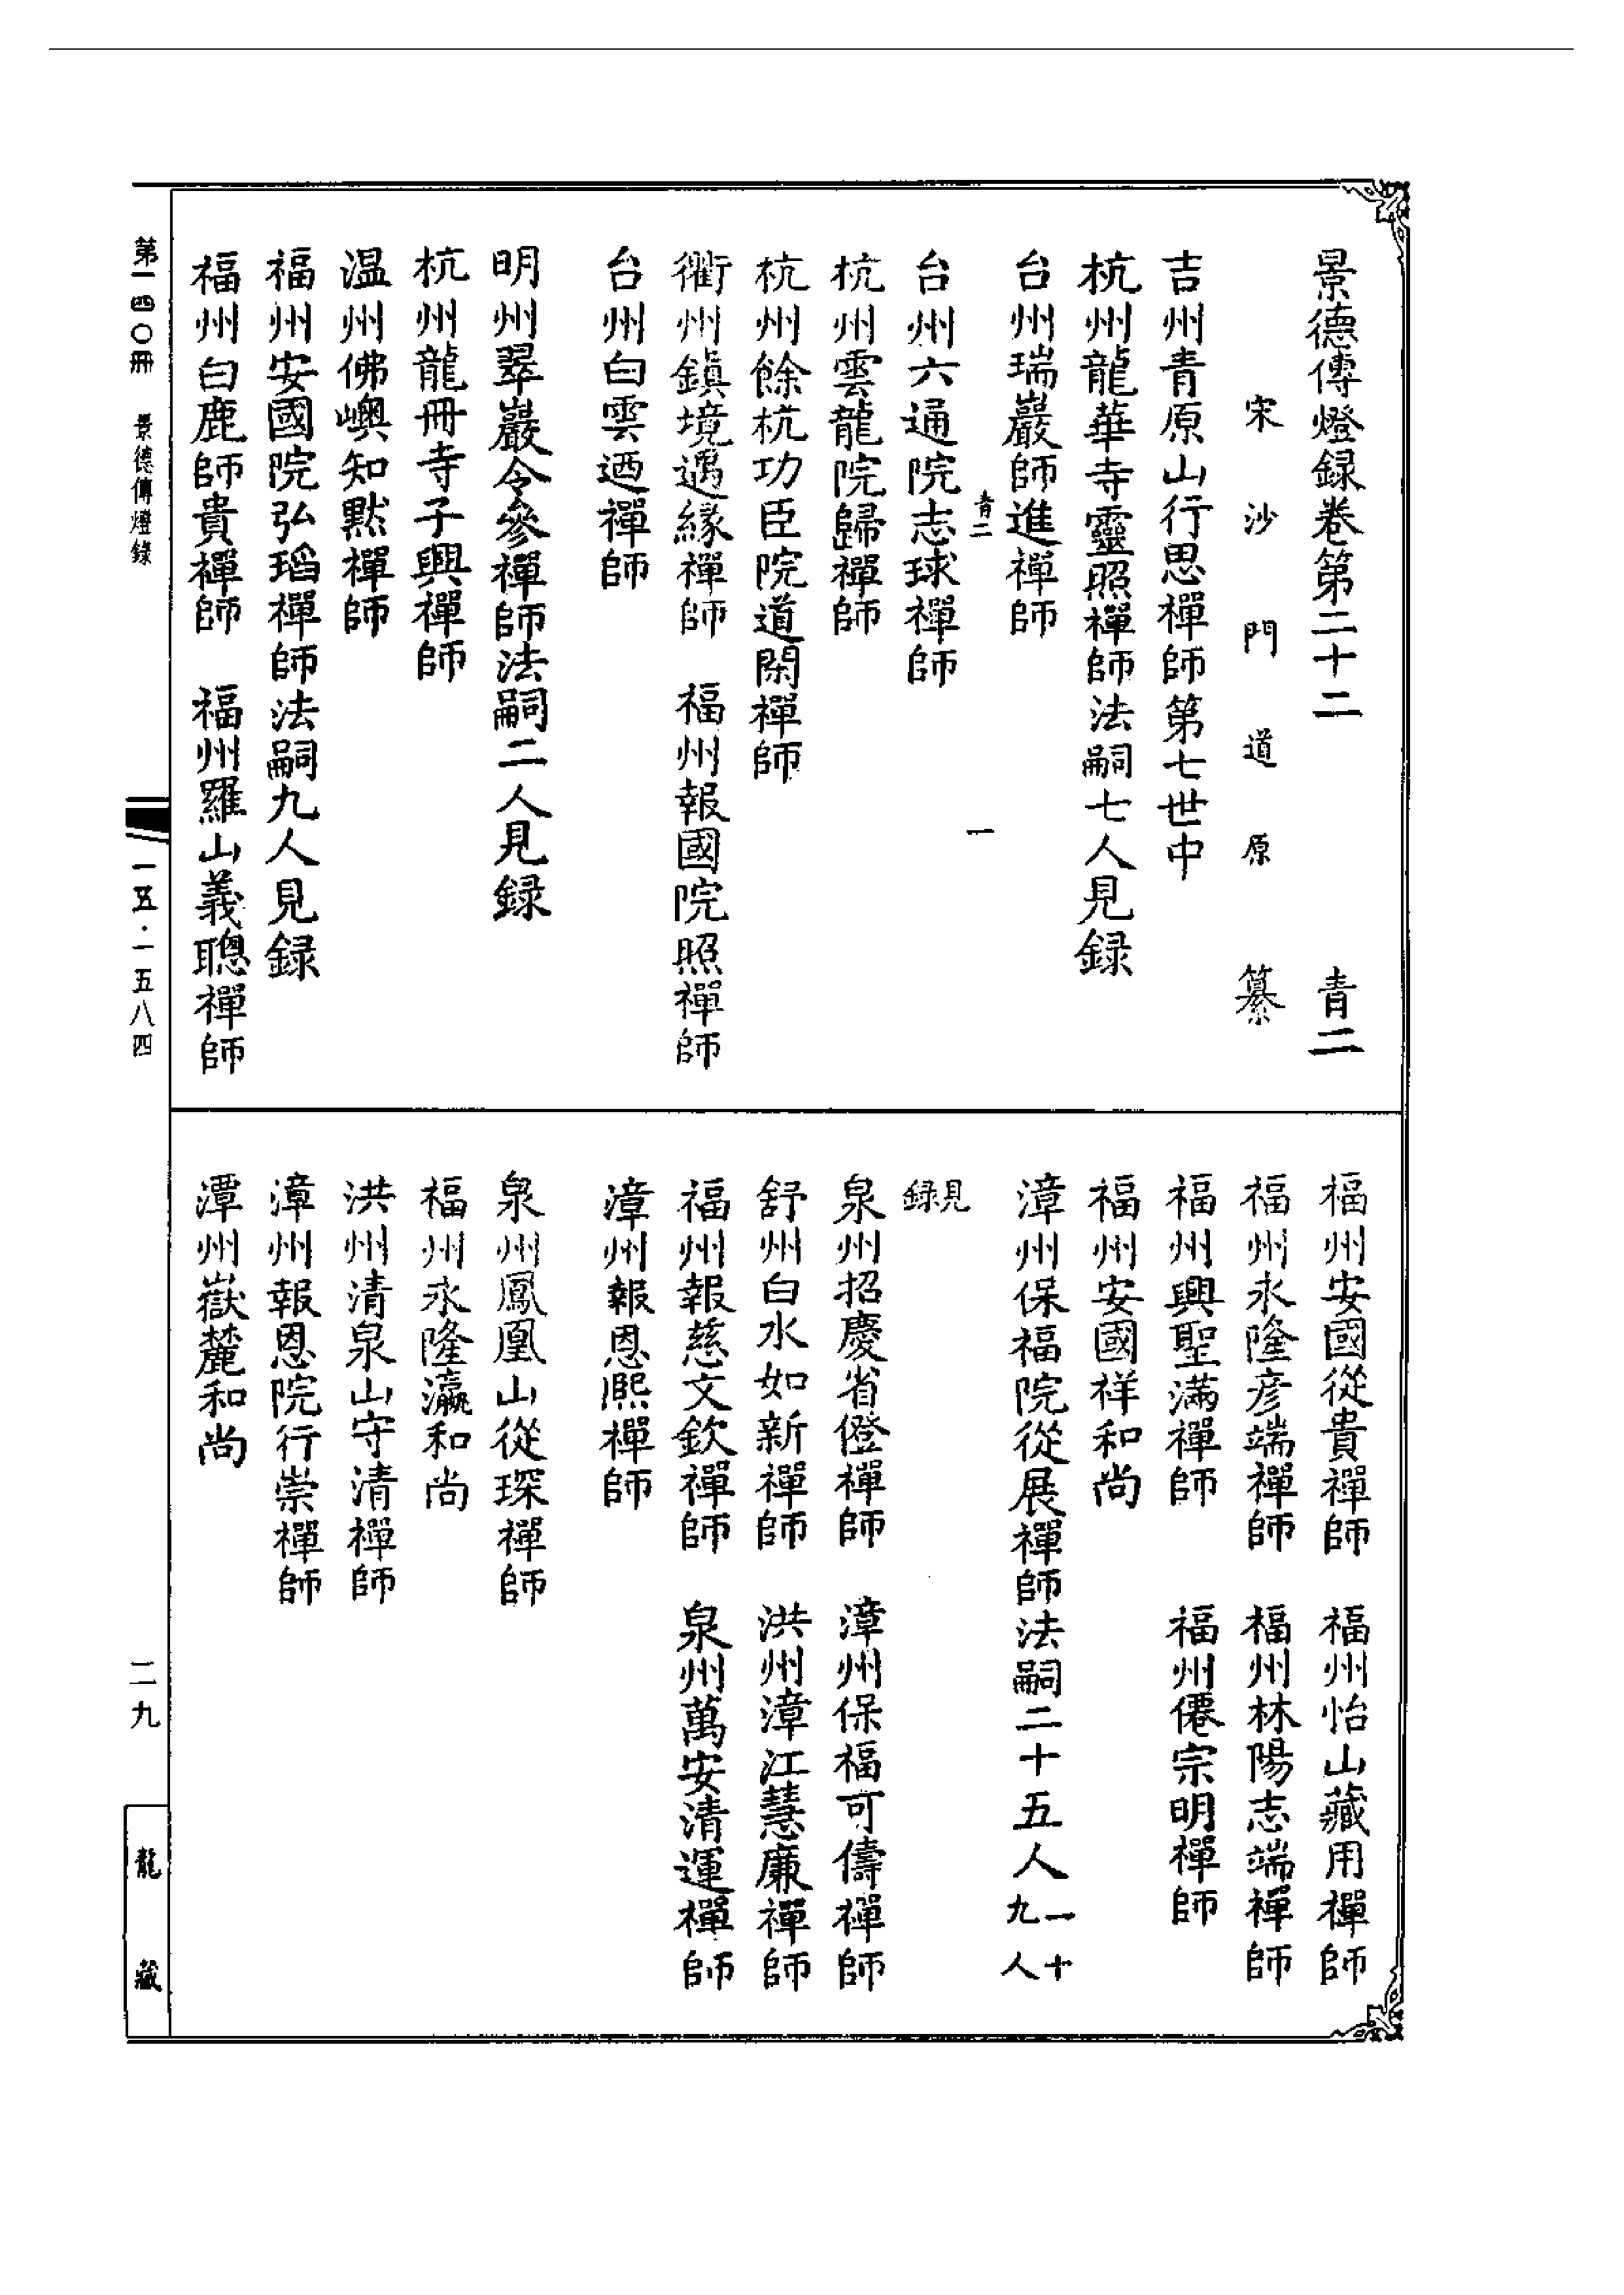 景德傳燈録卷第二十二　青二
宋沙門道原纂
吉州青原山行思禪師第七世中
杭州龍華寺靈照禪師法嗣七人見録
台州瑞巖師進禪師
青二　一
台州六通院志球禪師
杭州雲龍院歸禪師
杭州餘杭功臣院道閑禪師
衢州鎮境遇緣禪師　福州報國院照禪師
台州白雲迺禪師
明州翠巖令參禪師法嗣二人見録
杭州龍冊寺子興禪師
温州佛嶴知默禪師
福州安國院弘瑫禪師法嗣九人見録
福州白鹿師貴禪師　福州羅山義聰禪師
福州安國從貴禪師　福州怡山藏用禪師
福州永隆彥端禪師　福州林陽志端禪師
福州興聖滿禪師　福州僊宗明禪師
福州安國祥和尚
漳州保福院從展禪師法嗣二十五人一十九人
見録
泉州招慶省僜禪師　漳州保福可儔禪師
舒州白水如新禪師　洪州漳江慧廉禪師
福州報慈文欽禪師　泉州萬安清運禪師
漳州報恩熙禪師
泉州鳳凰山從琛禪師
福州永隆瀛和尚
洪州清泉山守清禪師
漳州報恩院行崇禪師
潭州嶽麓和尚
第一四〇冊　景德傳燈錄
一五·一五八四
二九
龍藏